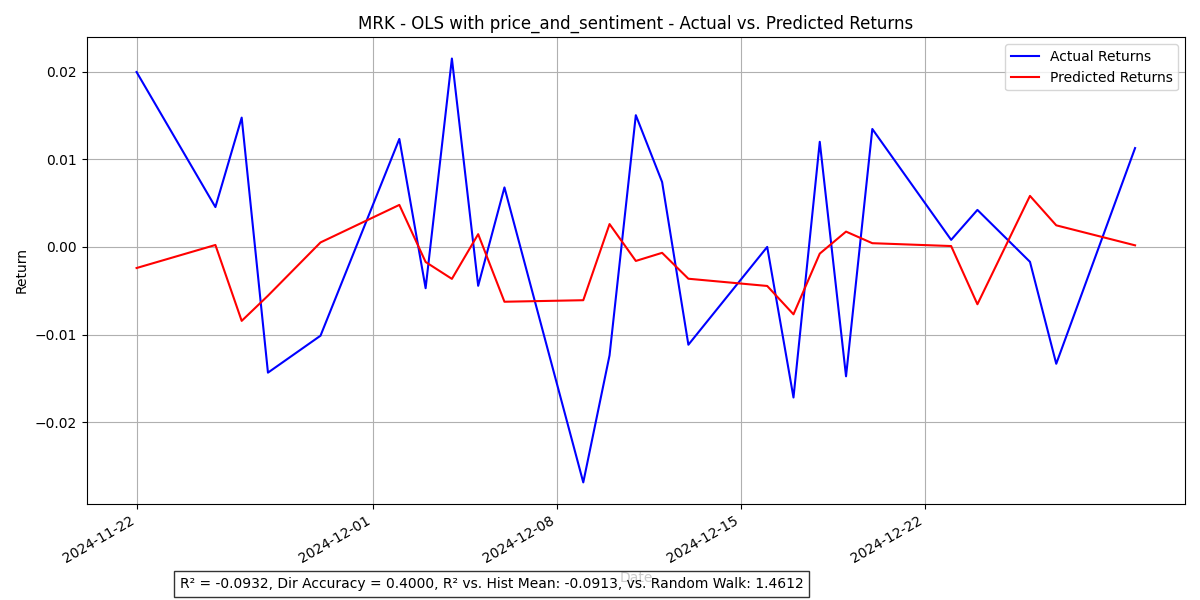 MRK - OLS with price_and_sentiment - Actual vs. Predicted Returns
Actual Returns
Predicted Returns
0.02
0.01
0.00
−0.01
−0.02
Return
2024-11-22
2024-12-01
2024-12-08
2024-12-15
2024-12-22
Date
R² = -0.0932, Dir Accuracy = 0.4000, R² vs. Hist Mean: -0.0913, vs. Random Walk: 1.4612